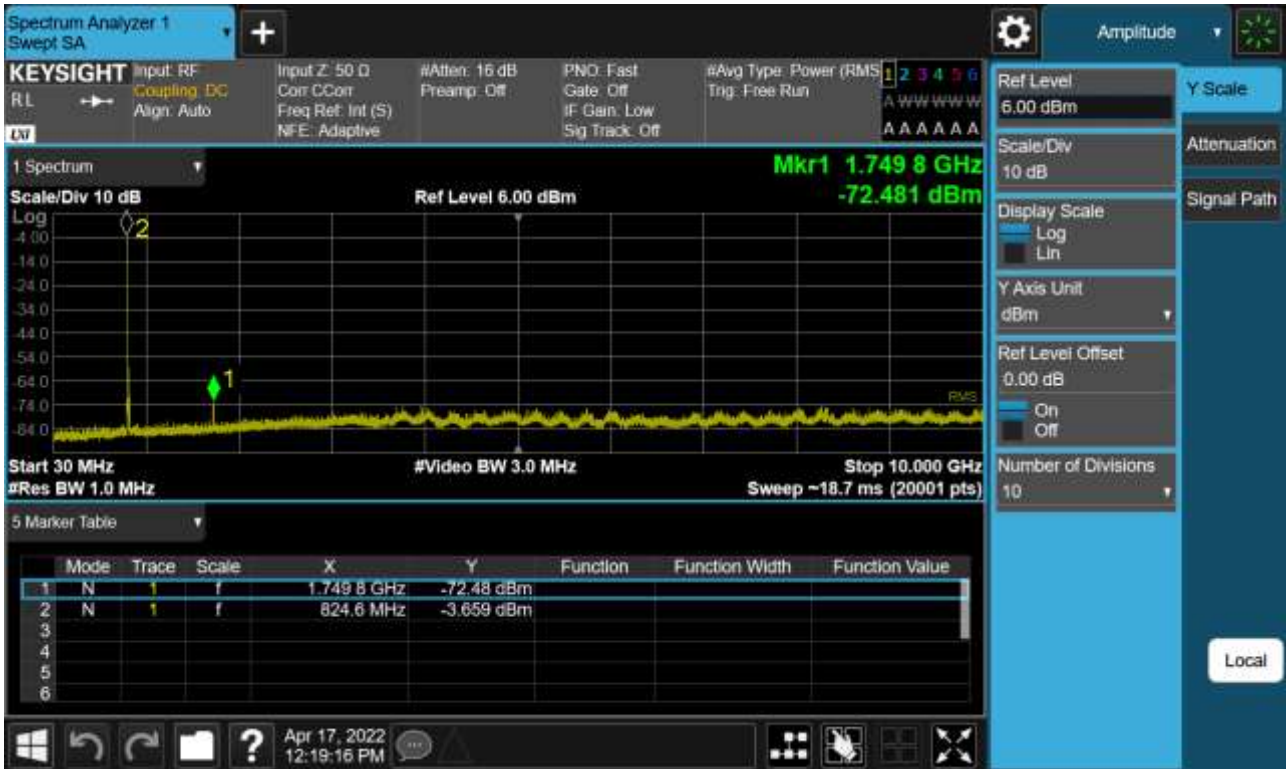 Spectrum Analyzer 1
Swept SA
+
Amplitude
KEYSIGHT
RL
LXI
Input: RF
Coupling: DC
Align: Auto
Input Z: 50 Ω
Corr CCorr
Freq Ref: Int (S)
NFE: Adaptive
#Atten: 16 dB
Preamp: Off
PNO: Fast
Gate: Off
IF Gain: Low
Sig Track: Off
#Avg Type: Power (RMS
Trig: Free Run
1 2 3 4 5 6
A W W W W W
A A A A A A
1 Spectrum
Mkr1 1.749 8 GHz
Scale/Div 10 dB
Ref Level 6.00 dBm
-72.481 dBm
Log
-4.00
-14.0
-24.0
-34.0
-44.0
-54.0
-64.0
-74.0
-84.0
2
1
RMS
Start 30 MHz
#Video BW 3.0 MHz
Stop 10.000 GHz
#Res BW 1.0 MHz
Sweep ~18.7 ms (20001 pts)
5 Marker Table
Mode Trace Scale X Y Function Function Width Function Value
1 N 1 f 1.749 8 GHz -72.48 dBm
2 N 1 f 824.6 MHz -3.659 dBm
3
4
5
6
Ref Level
6.00 dBm
Scale/Div
10 dB
Display Scale
Log
Lin
Y Axis Unit
dBm
Ref Level Offset
0.00 dB
On
Off
Number of Divisions
10
Y Scale
Attenuation
Signal Path
Local
?
Apr 17, 2022
12:19:16 PM